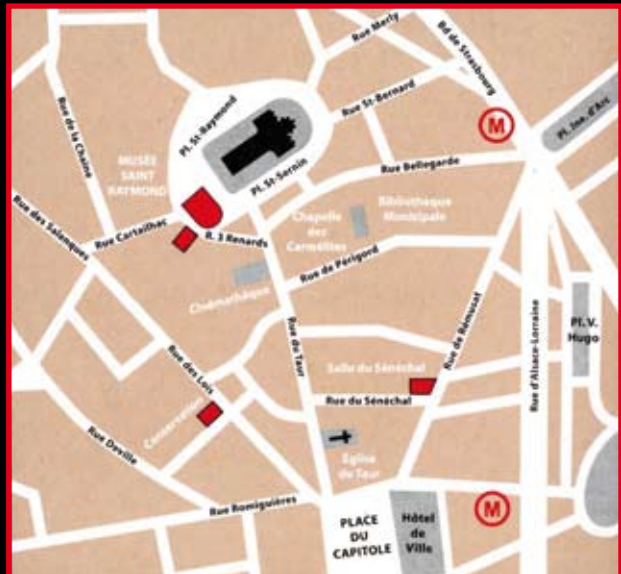 Rue Merly
Bd de Strasbourg
Pl. St-Raymond
Rue St-Bernard
M
Pl. Jne. d'Arc
Rue de la Chaine
MUSÉE
SAINT
RAYMOND
Pl. St-Sernin
Rue Bellegarde
Rue des Salenques
Rue Cartailhac
R. 3 Renards
Chapelle
des
Carmélites
Bibliothèque
Municipale
Rue de Périgord
Cinémathèque
Rue du Taur
Rue de Rémusat
Rue d'Alsace-Lorraine
Pl. V.
Hugo
Rue des Lois
Salle du Sénéchal
Rue du Sénéchal
Rue Deville
Eglise
du Taur
Rue Romiguières
PLACE
DU
CAPITOLE
Hôtel
de
Ville
M